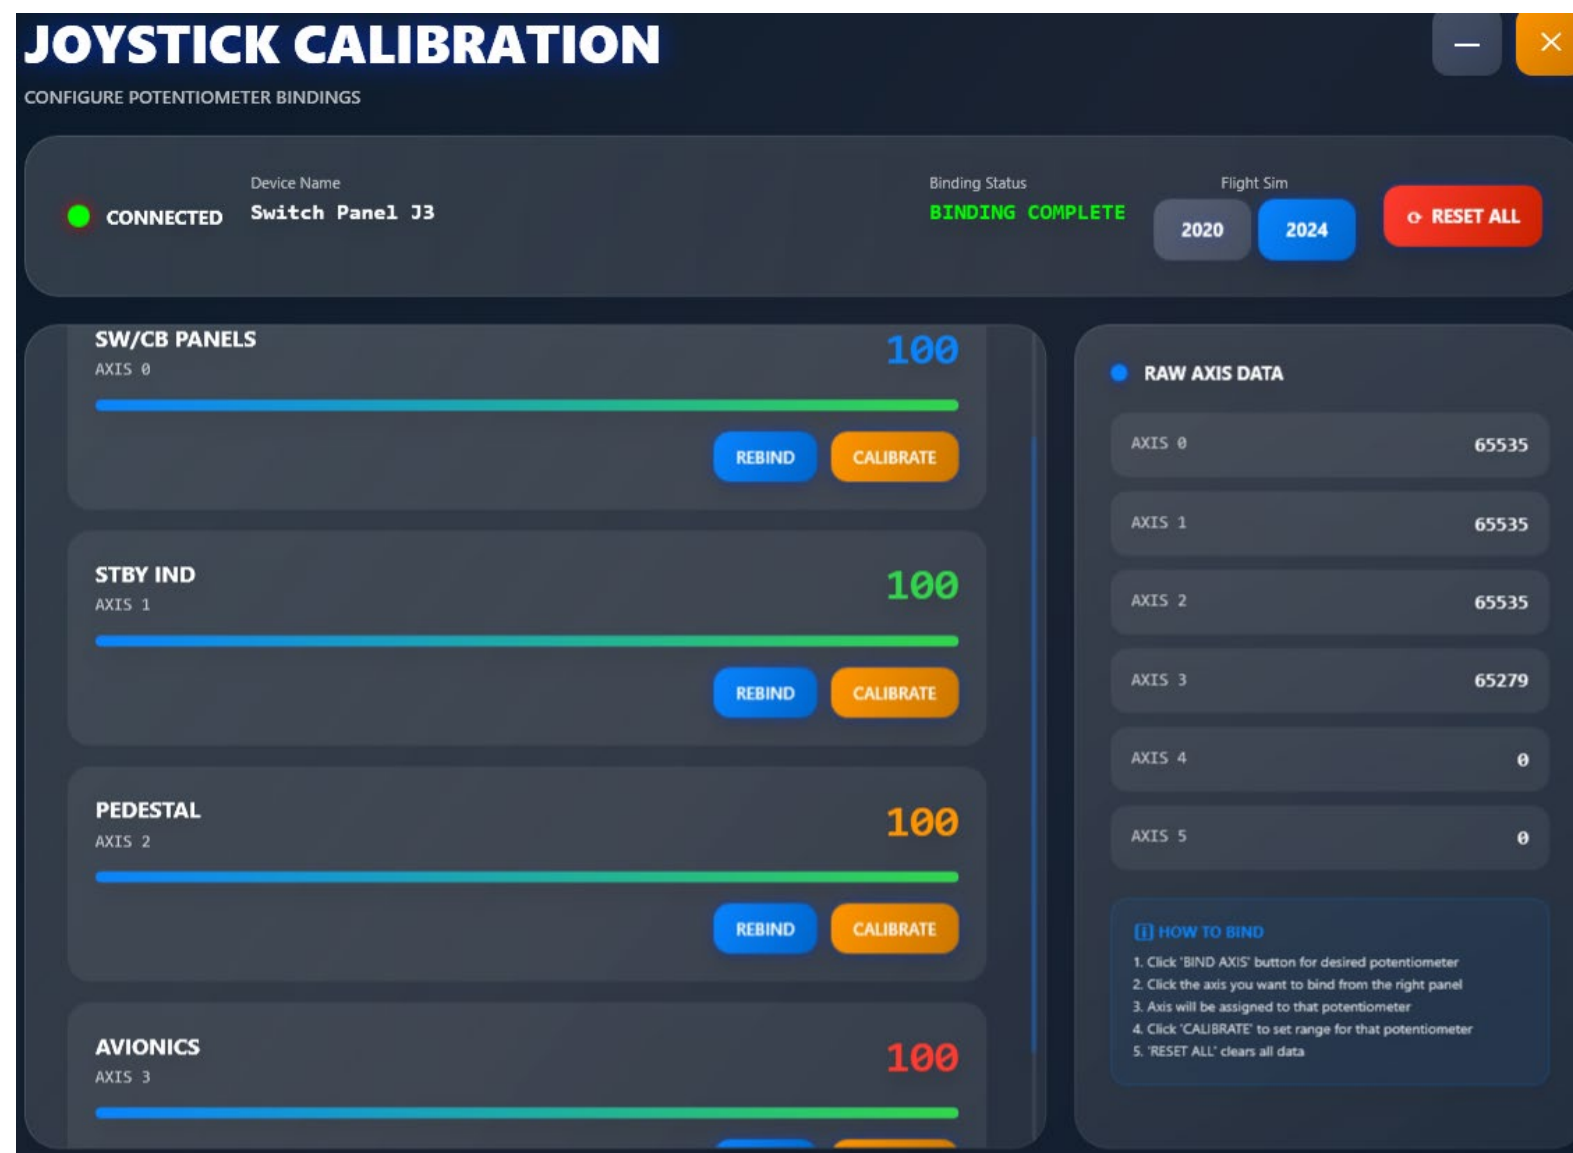 JOYSTICK CALIBRATION
CONFIGURE POTENTIOMETER BINDINGS
CONNECTED
Device Name
Switch Panel J3
Binding Status
BINDING COMPLETE
Flight Sim
2020
2024
⟳ RESET ALL
SW/CB PANELS
AXIS 0
100
REBIND
CALIBRATE
STBY IND
AXIS 1
100
REBIND
CALIBRATE
PEDESTAL
AXIS 2
100
REBIND
CALIBRATE
AVIONICS
AXIS 3
100
RAW AXIS DATA
AXIS 0 65535
AXIS 1 65535
AXIS 2 65535
AXIS 3 65279
AXIS 4 0
AXIS 5 0
ℹ HOW TO BIND
1. Click 'BIND AXIS' button for desired potentiometer
2. Click the axis you want to bind from the right panel
3. Axis will be assigned to that potentiometer
4. Click 'CALIBRATE' to set range for that potentiometer
5. 'RESET ALL' clears all data